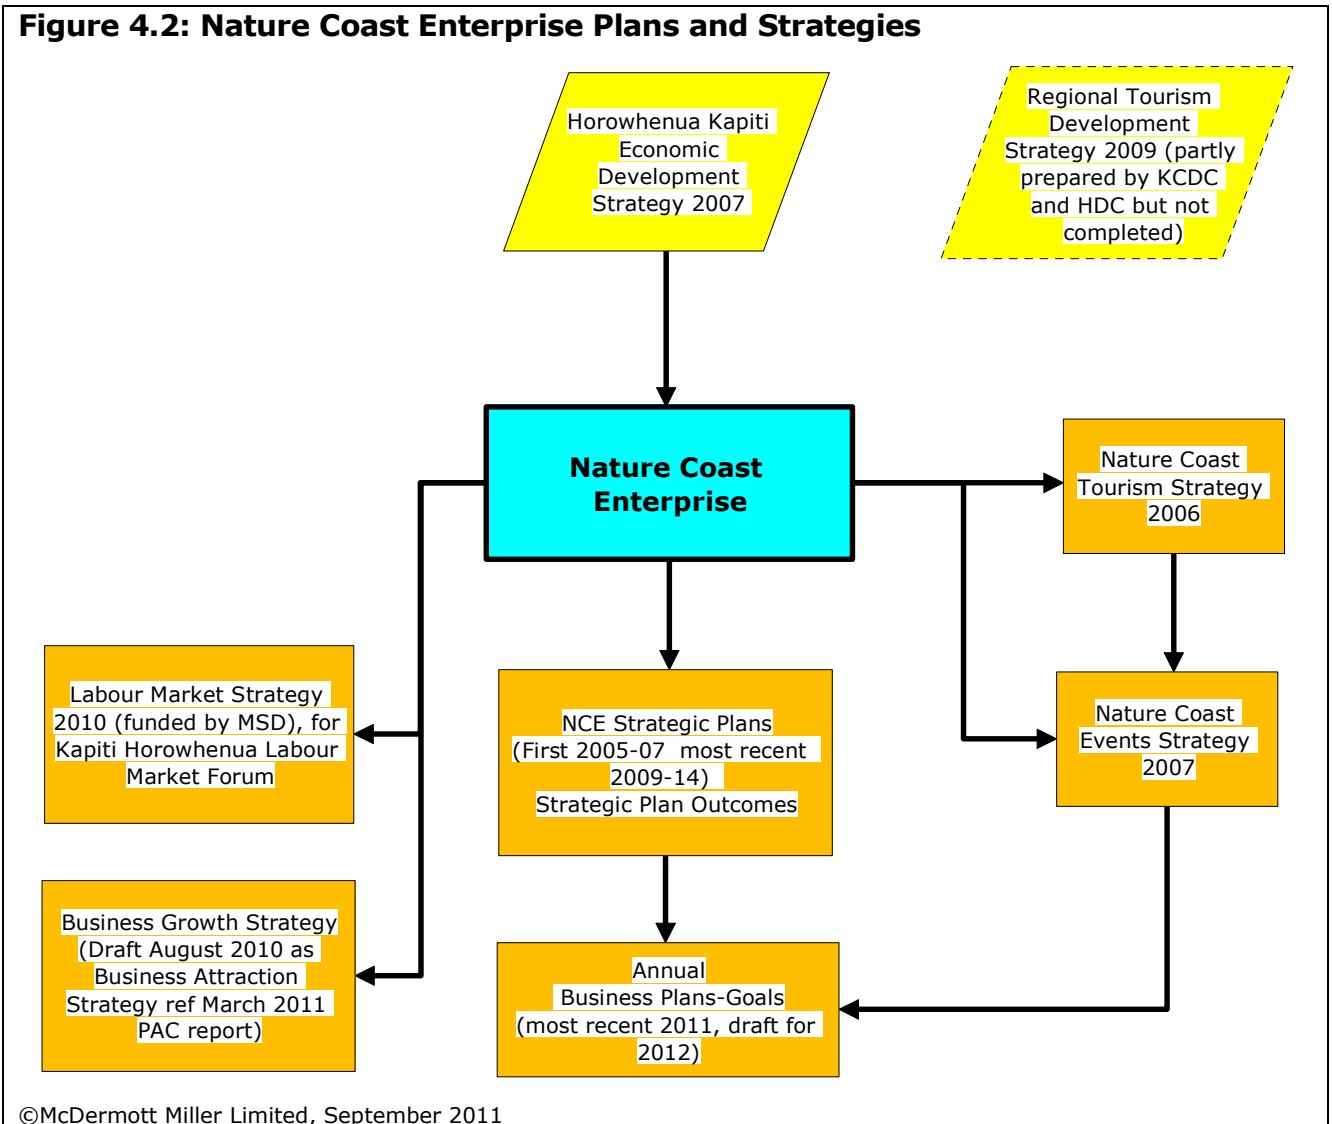 Figure 4.2: Nature Coast Enterprise Plans and Strategies
Horowhenua Kapiti
Economic
Development
Strategy 2007
Regional Tourism
Development
Strategy 2009 (partly
prepared by KCDC
and HDC but not
completed)
Nature Coast
Enterprise
Nature Coast
Tourism Strategy
2006
Labour Market Strategy
2010 (funded by MSD), for
Kapiti Horowhenua Labour
Market Forum
NCE Strategic Plans
(First 2005-07  most recent
2009-14)
Strategic Plan Outcomes
Nature Coast
Events Strategy
2007
Business Growth Strategy
(Draft August 2010 as
Business Attraction
Strategy ref March 2011
PAC report)
Annual
Business Plans-Goals
(most recent 2011, draft for
2012)
©McDermott Miller Limited, September 2011